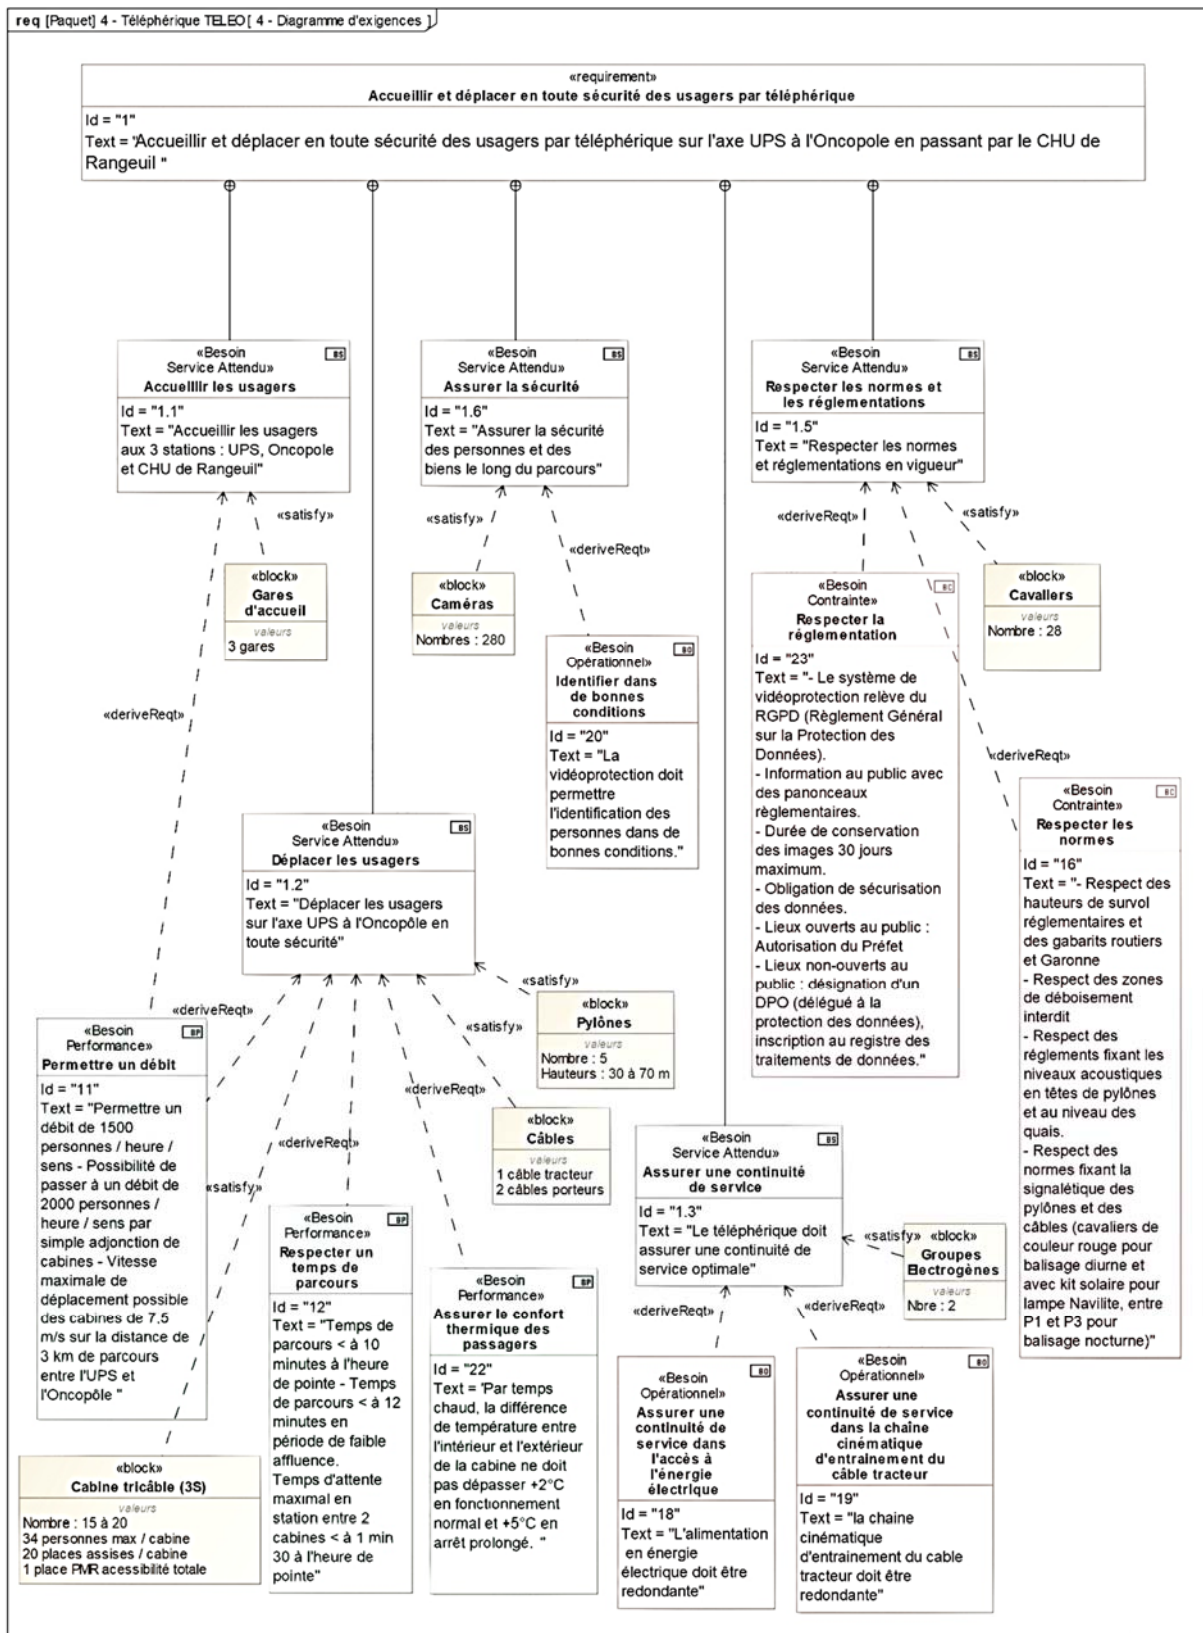 req [Paquet] 4 - Téléphérique TELEO[ 4 - Diagramme d'exigences ]
«requirement»
Accueillir et déplacer en toute sécurité des usagers par téléphérique
Id = "1"
Text = "Accueillir et déplacer en toute sécurité des usagers par téléphérique sur l'axe UPS à l'Oncopole en passant par le CHU de
Rangeuil "
«Besoin
Service Attendu»
BS
Accueilllir les usagers
Id = "1.1"
Text = "Accueillir les usagers
aux 3 stations : UPS, Oncopole
et CHU de Rangeuil"
«Besoin
Service Attendu»
BS
Assurer la sécurité
Id = "1.6"
Text = "Assurer la sécurité
des personnes et des
biens le long du parcours"
«Besoin
Service Attendu»
BS
Respecter les normes et
les réglementations
Id = "1.5"
Text = "Respecter les normes
et réglementations en vigueur"
«satisfy»
«satisfy»
«deriveReqt»
«deriveReqt»
«satisfy»
«block»
Gares
d'accueil
valeurs
3 gares
«block»
Caméras
valeurs
Nombres : 280
«Besoin
Opérationnel»
BO
Identifier dans
de bonnes
conditions
Id = "20"
Text = "La
vidéoprotection doit
permettre
l'identification des
personnes dans de
bonnes conditions."
«Besoin
Contrainte»
BC
Respecter la
réglementation
Id = "23"
Text = "- Le système de
vidéoprotection relève du
RGPD (Règlement Général
sur la Protection des
Données).
- Information au public avec
des panonceaux
règlementaires.
- Durée de conservation
des images 30 jours
maximum.
- Obligation de sécurisation
des données.
- Lieux ouverts au public :
Autorisation du Préfet
- Lieux non-ouverts au
public : désignation d'un
DPO (délégué à la
protection des données),
inscription au registre des
traitements de données."
«block»
Cavaliers
valeurs
Nombre : 28
«deriveReqt»
«deriveReqt»
«Besoin
Contrainte»
BC
Respecter les
normes
Id = "16"
Text = "- Respect des
hauteurs de survol
réglementaires et
des gabarits routiers
et Garonne
- Respect des zones
de déboisement
interdit
- Respect des
réglements fixant les
niveaux acoustiques
en têtes de pylônes
et au niveau des
quais.
- Respect des
normes fixant la
signalétique des
pylônes et des
câbles (cavaliers de
couleur rouge pour
balisage diurne et
avec kit solaire pour
lampe Navilite, entre
P1 et P3 pour
balisage nocturne)"
«Besoin
Service Attendu»
BS
Déplacer les usagers
Id = "1.2"
Text = "Déplacer les usagers
sur l'axe UPS à l'Oncopôle en
toute sécurité"
«deriveReqt»
«satisfy»
«satisfy»
«deriveReqt»
«deriveReqt»
«satisfy»
«block»
Pylônes
valeurs
Nombre : 5
Hauteurs : 30 à 70 m
«block»
Câbles
valeurs
1 câble tracteur
2 câbles porteurs
«Besoin
Performance»
BP
Permettre un débit
Id = "11"
Text = "Permettre un
débit de 1500
personnes / heure /
sens - Possibilité de
passer à un débit de
2000 personnes /
heure / sens par
simple adjonction de
cabines - Vitesse
maximale de
déplacement possible
des cabines de 7,5
m/s sur la distance de
3 km de parcours
entre l'UPS et
l'Oncopôle "
«Besoin
Performance»
BP
Respecter un
temps de
parcours
Id = "12"
Text = "Temps de
parcours < à 10
minutes à l'heure
de pointe - Temps
de parcours < à 12
minutes en
période de faible
affluence.
Temps d'attente
maximal en
station entre 2
cabines < à 1 min
30 à l'heure de
pointe"
«Besoin
Performance»
BP
Assurer le confort
thermique des
passagers
Id = "22"
Text = "Par temps
chaud, la différence
de température entre
l'intérieur et l'extérieur
de la cabine ne doit
pas dépasser +2°C
en fonctionnement
normal et +5°C en
arrêt prolongé. "
«Besoin
Service Attendu»
BS
Assurer une continuité
de service
Id = "1.3"
Text = "Le téléphérique doit
assurer une continuité de
service optimale"
«satisfy»
«block»
Groupes
Electrogènes
valeurs
Nbre : 2
«deriveReqt»
«deriveReqt»
«Besoin
Opérationnel»
BO
Assurer une
continuité de
service dans
l'accès à
l'énergie
électrique
Id = "18"
Text = "L'alimentation
en énergie
électrique doit être
redondante"
«Besoin
Opérationnel»
BO
Assurer une
continuité de service
dans la chaîne
cinématique
d'entrainement du
câble tracteur
Id = "19"
Text = "la chaine
cinématique
d'entrainement du cable
tracteur doit être
redondante"
«block»
Cabine tricâble (3S)
valeurs
Nombre : 15 à 20
34 personnes max / cabine
20 places assises / cabine
1 place PMR acessibilité totale